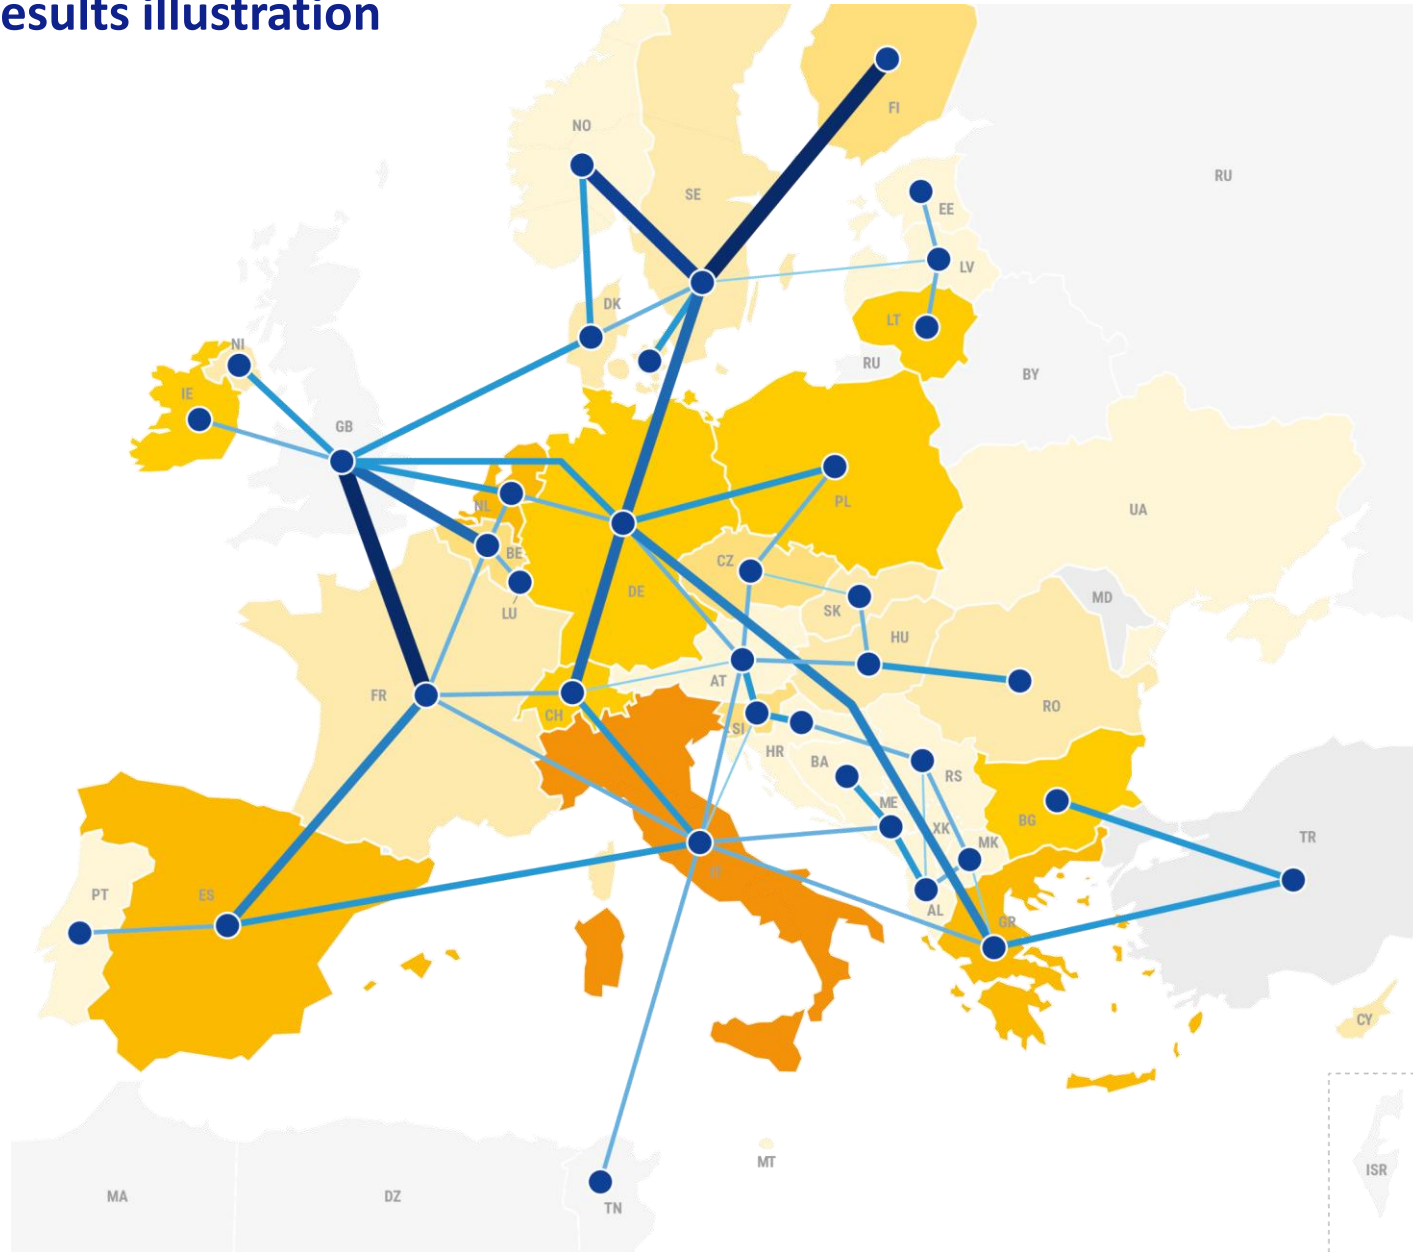 esults illustration
FI
NO
RU
SE
EE
LV
DK
LT
NI
RU
BY
IE
GB
NL
PL
UA
BE
CZ
DE
MD
LU
SK
HU
AT
FR
RO
CH
SI
HR
BA
RS
ME
BG
XK
TR
MK
IT
PT
ES
AL
GR
CY
MT
ISR
MA
DZ
TN